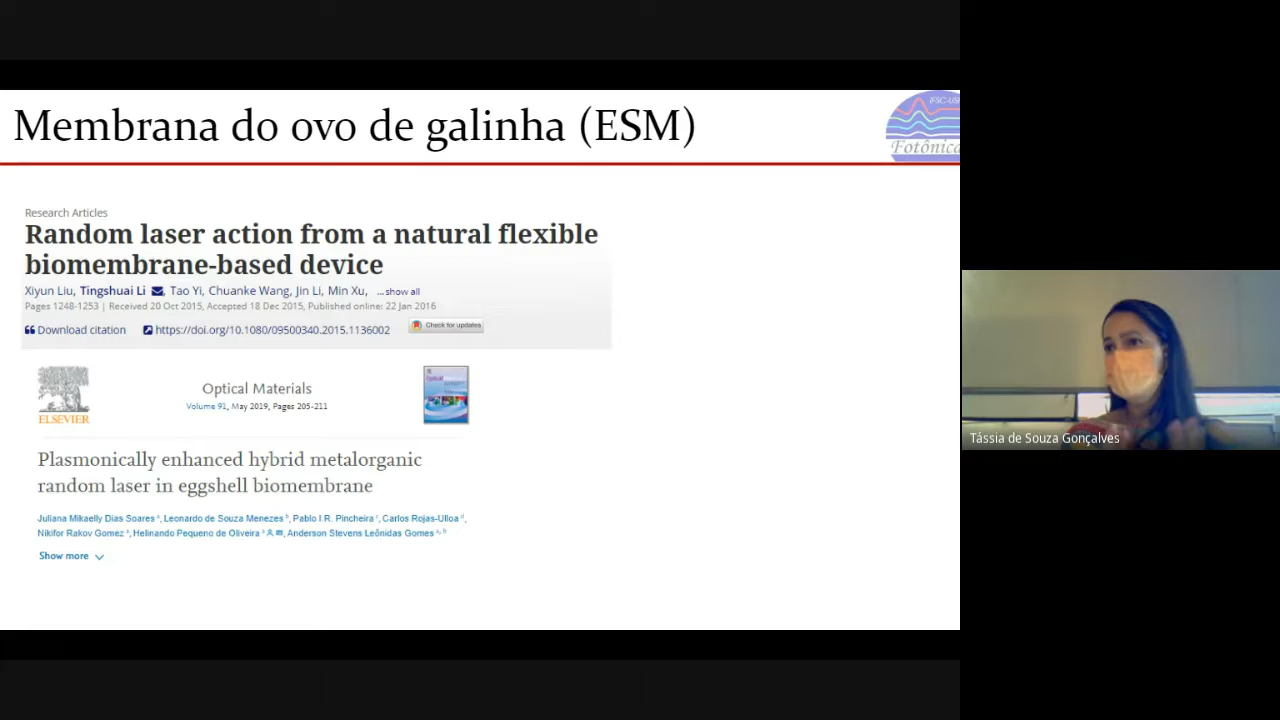 Membrana do ovo de galinha (ESM)
IFSC-USP
Fotônica
Research Articles
Random laser action from a natural flexible
biomembrane-based device
Xiyun Liu, Tingshuai Li, Tao Yi, Chuanke Wang, Jin Li, Min Xu, ...show all
Pages 1248-1253 | Received 20 Oct 2015, Accepted 18 Dec 2015, Published online: 22 Jan 2016
Download citation https://doi.org/10.1080/09500340.2015.1136002 Check for updates
ELSEVIER
Optical Materials
Volume 91, May 2019, Pages 205-211
Plasmonically enhanced hybrid metalorganic
random laser in eggshell biomembrane
Juliana Mikaelly Dias Soares a, Leonardo de Souza Menezes b, Pablo I.R. Pincheira c, Carlos Rojas-Ulloa d,
Nikifor Rakov Gomez a, Helinando Pequeno de Oliveira a, Anderson Stevens Leônidas Gomes a, b
Show more
Tássia de Souza Gonçalves